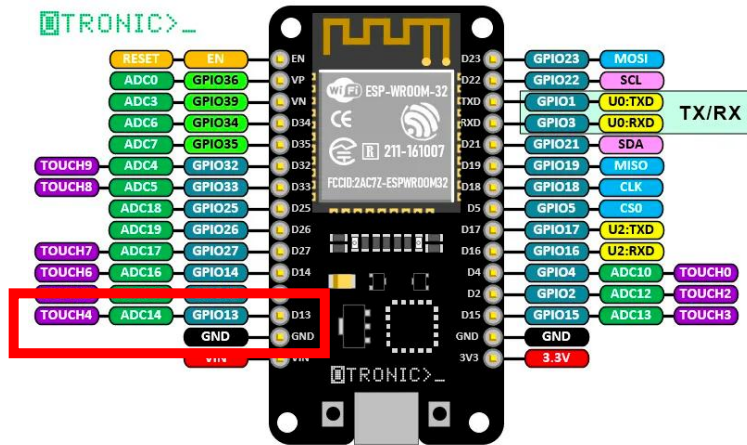 OTRONIC>_
RESET EN EN D23 GPIO23 MOSI
ADC0 GPIO36 VP D22 GPIO22 SCL
ADC3 GPIO39 VN TXD GPIO1 U0:TXD
ADC6 GPIO34 D34 RXD GPIO3 U0:RXD
TX/RX
ADC7 GPIO35 D35 D21 GPIO21 SDA
TOUCH9 ADC4 GPIO32 D32 D19 GPIO19 MISO
TOUCH8 ADC5 GPIO33 D33 D18 GPIO18 CLK
ADC18 GPIO25 D25 D5 GPIO5 CS0
ADC19 GPIO26 D26 D17 GPIO17 U2:TXD
TOUCH7 ADC17 GPIO27 D27 D16 GPIO16 U2:RXD
TOUCH6 ADC16 GPIO14 D14 D4 GPIO4 ADC10 TOUCH0
D2 GPIO2 ADC12 TOUCH2
TOUCH4 ADC14 GPIO13 D13 D15 GPIO15 ADC13 TOUCH3
GND GND GND GND
VIN VIN 3V3 3.3V
WiFi ESP-WROOM-32
CE
R 211-161007
FCCID:2AC7Z-ESPWROOM32
OTRONIC>_